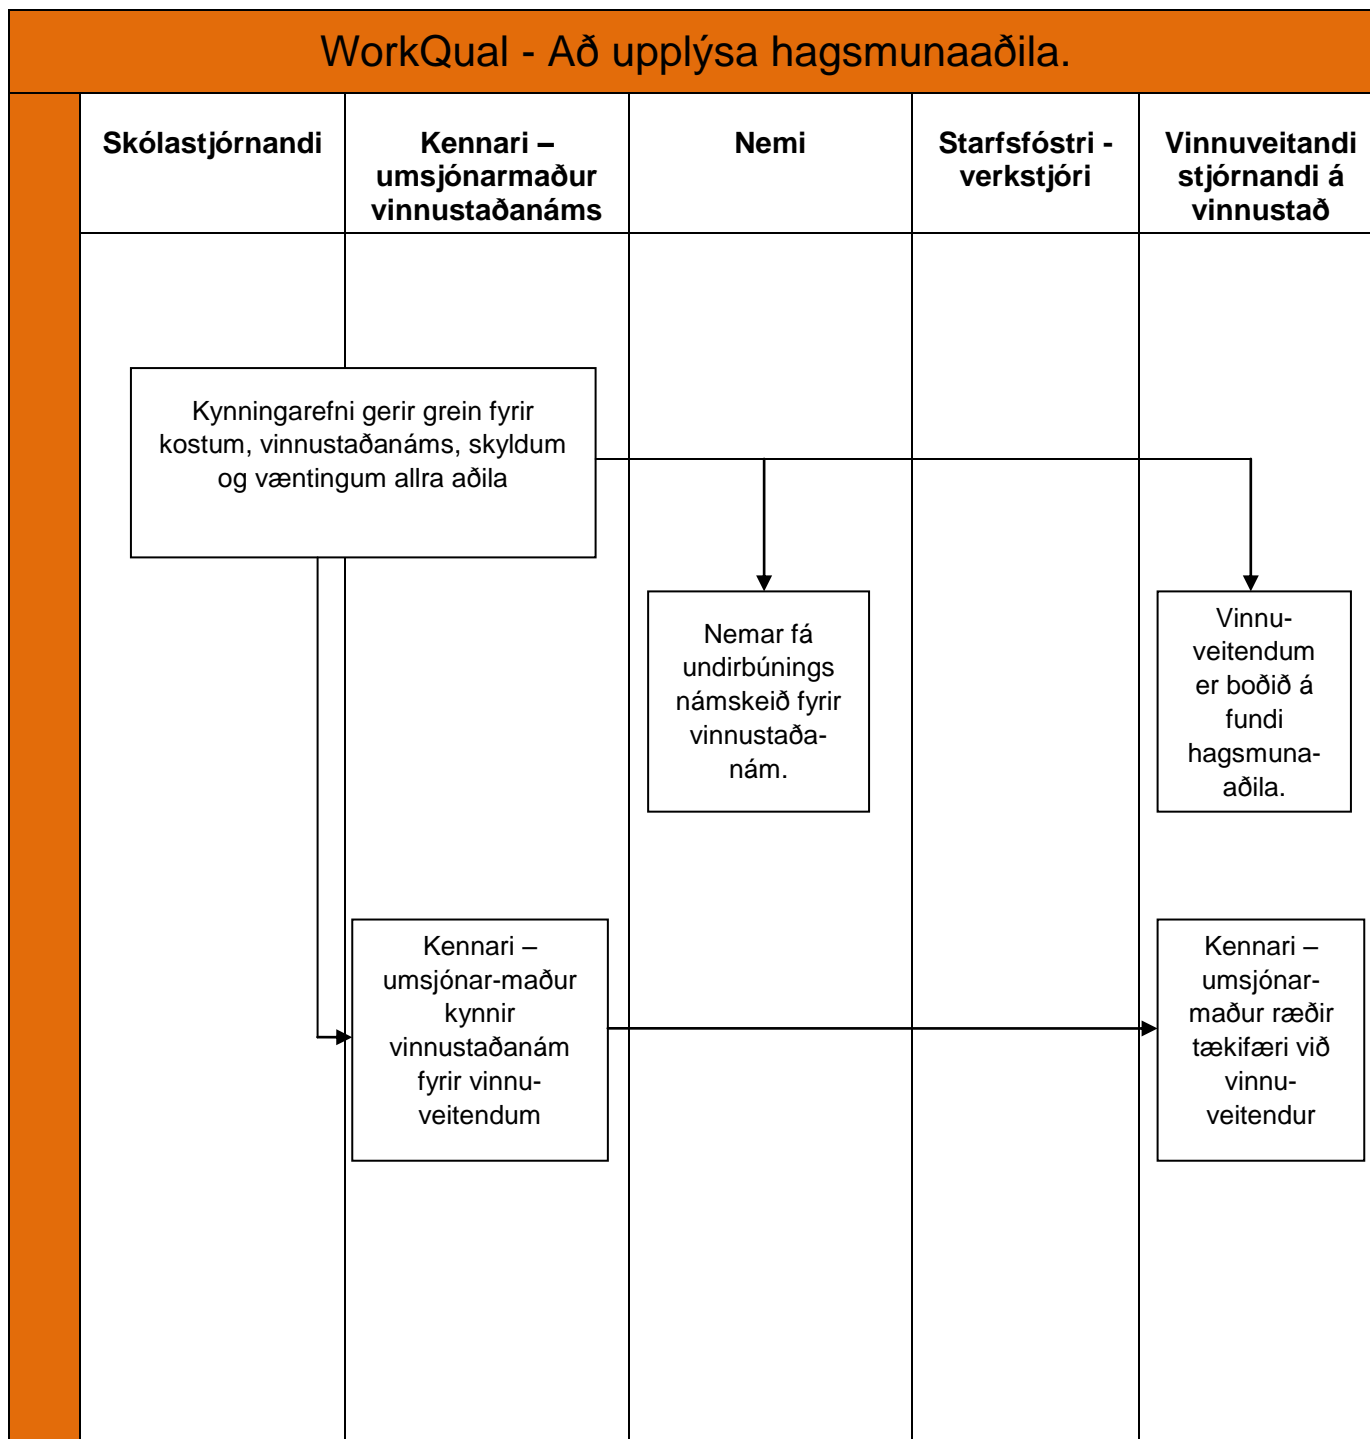 WorkQual - Að upplýsa hagsmunaaðila.
Skólastjórnandi
Kennari –
umsjónarmaður
vinnustaðanáms
Nemi
Starfsfóstri -
verkstjóri
Vinnuveitandi
stjórnandi á
vinnustað
Kynningarefni gerir grein fyrir
kostum, vinnustaðanáms, skyldum
og væntingum allra aðila
Nemar fá
undirbúnings
námskeið fyrir
vinnustaða-
nám.
Vinnu-
veitendum
er boðið á
fundi
hagsmuna-
aðila.
Kennari –
umsjónar-maður
kynnir
vinnustaðanám
fyrir vinnu-
veitendum
Kennari –
umsjónar-
maður ræðir
tækifæri við
vinnu-
veitendur